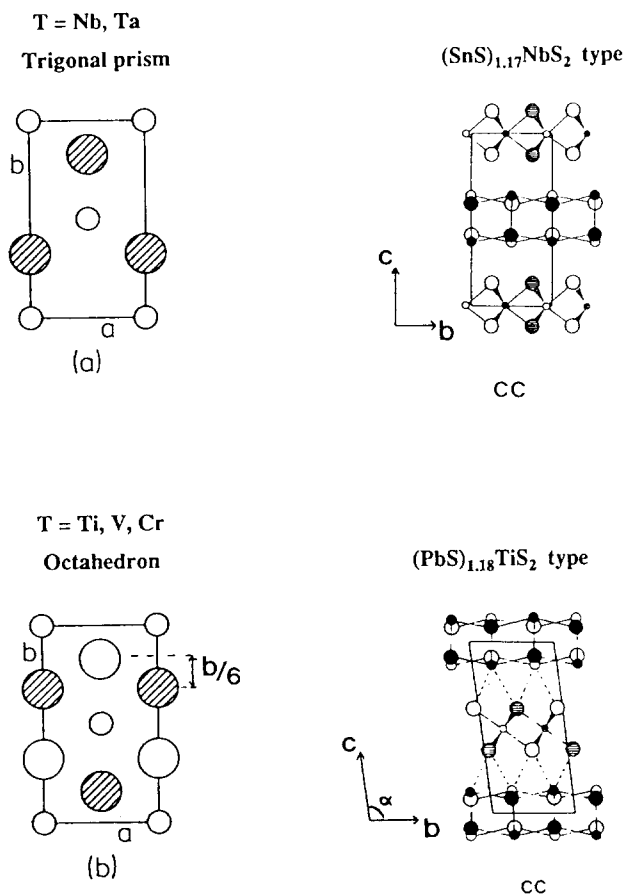 T = Nb, Ta
Trigonal prism
(SnS)1.17NbS2 type
b
a
(a)
c
b
CC
T = Ti, V, Cr
Octahedron
(PbS)1.18TiS2 type
b
b/6
a
(b)
c
α
b
CC